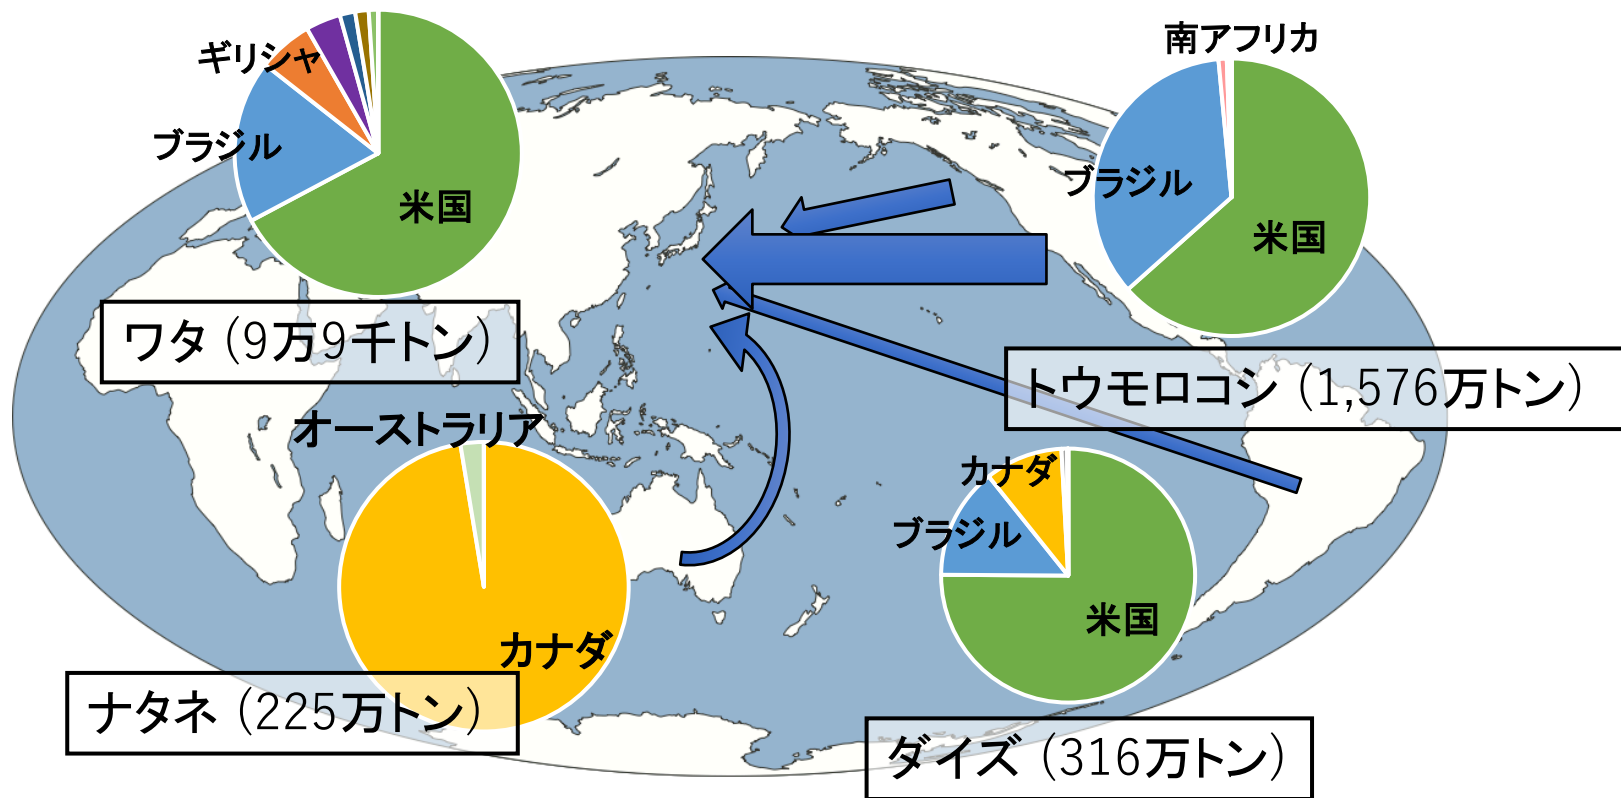 ギリシャ
ブラジル
米国
ワタ（9万9千トン）
南アフリカ
ブラジル
米国
トウモロコシ（1,576万トン）
オーストラリア
カナダ
ナタネ（225万トン）
カナダ
ブラジル
米国
ダイズ（316万トン）